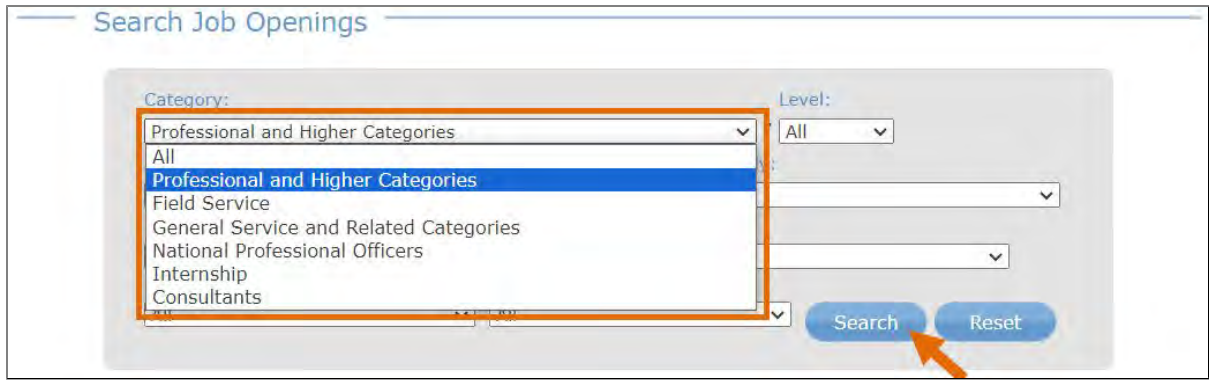 Search Job Openings
Category: Level:
Professional and Higher Categories All
All
Professional and Higher Categories
Field Service
General Service and Related Categories
National Professional Officers
Internship
Consultants
Search Reset